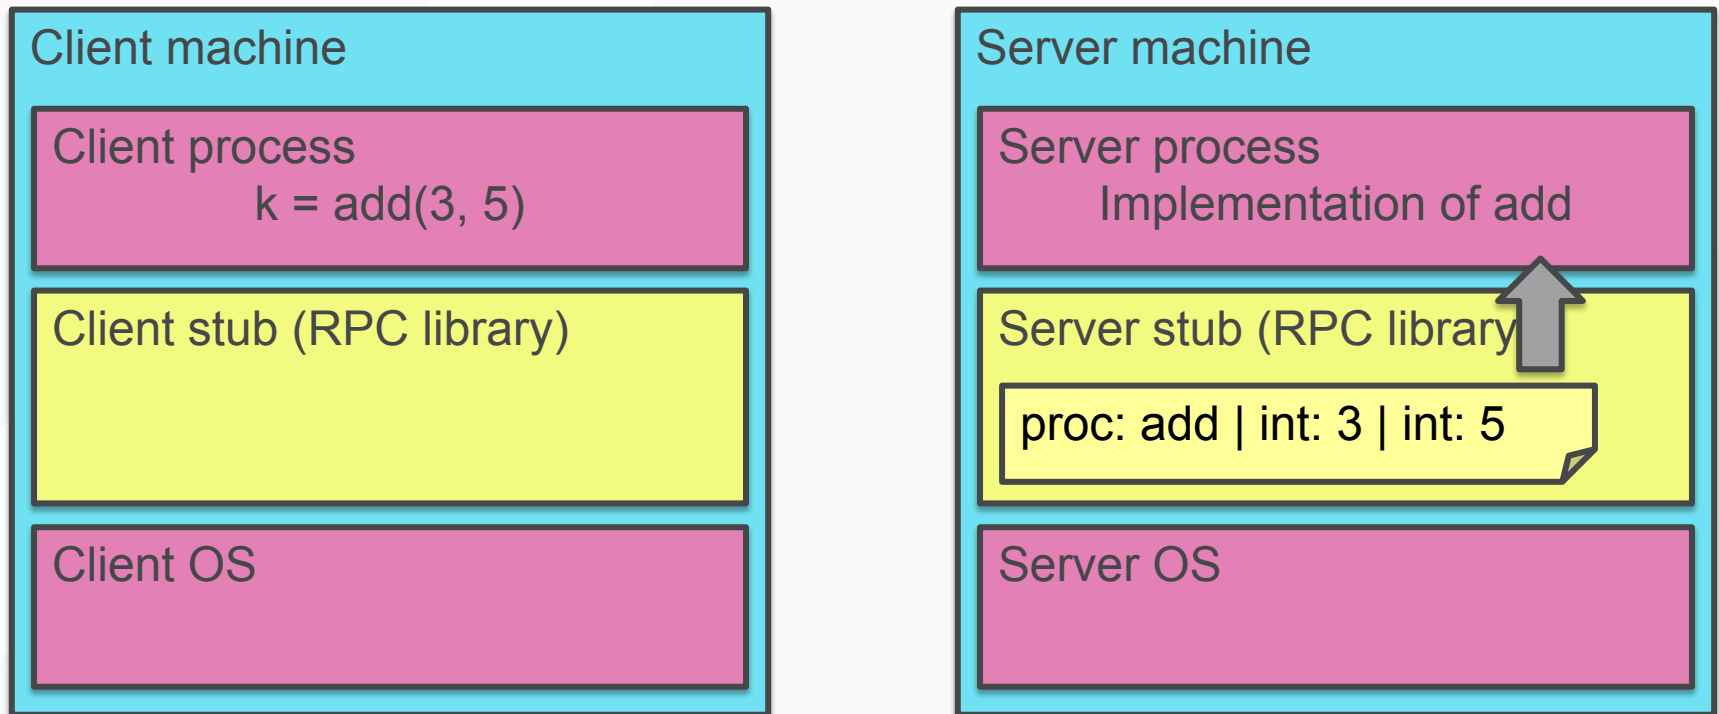 Client machine
Client process
k = add(3, 5)
Client stub (RPC library)
Client OS
Server machine
Server process
Implementation of add
Server stub (RPC library
proc: add | int: 3 | int: 5
Server OS